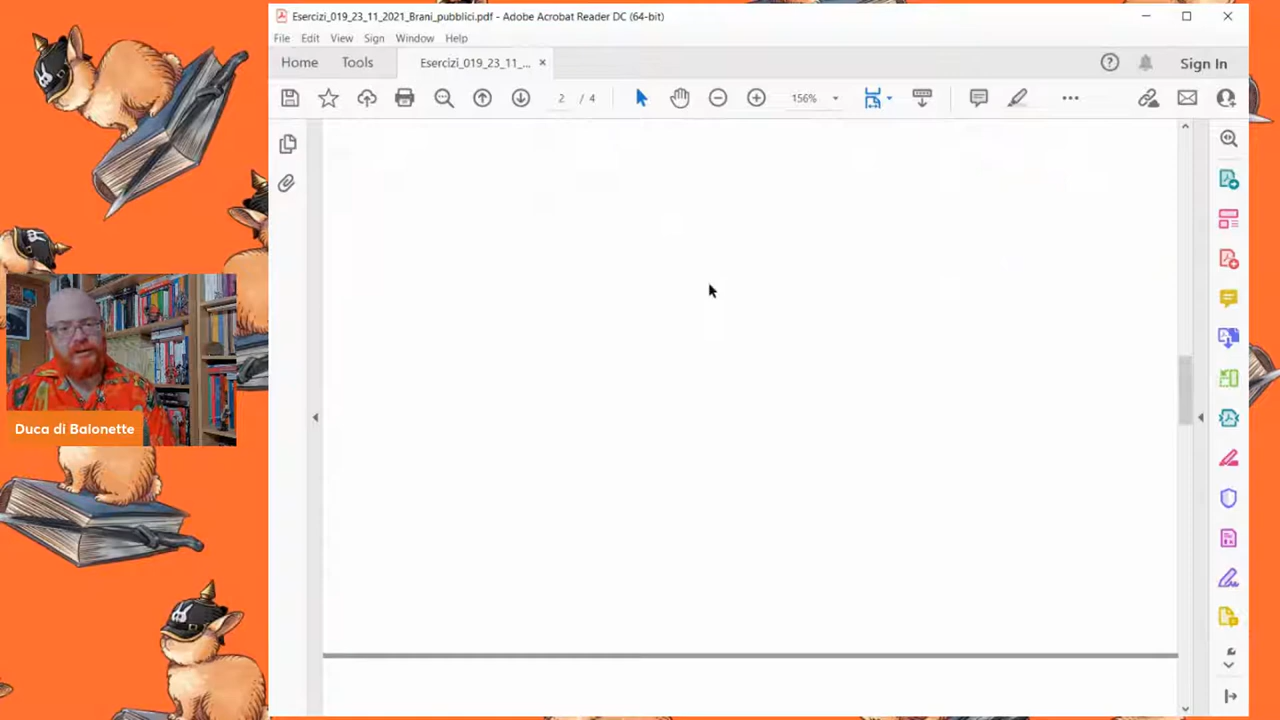 Esercizi_019_23_11_2021_Brani_pubblici.pdf - Adobe Acrobat Reader DC (64-bit)
File Edit View Sign Window Help
Home Tools Esercizi_019_23_11_... Sign In
2 / 4 156%
Duca di Baionette